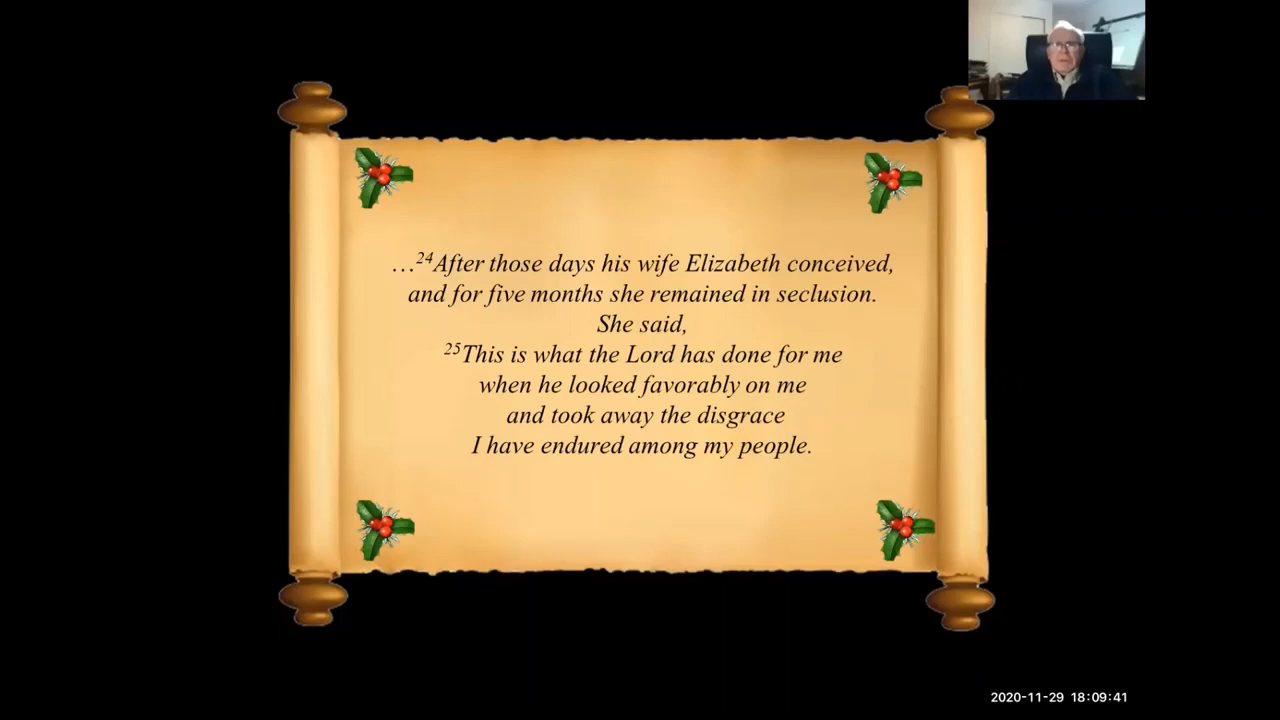 …²⁴After those days his wife Elizabeth conceived,
and for five months she remained in seclusion.
She said,
²⁵This is what the Lord has done for me
when he looked favorably on me
and took away the disgrace
I have endured among my people.
2020-11-29 18:09:41